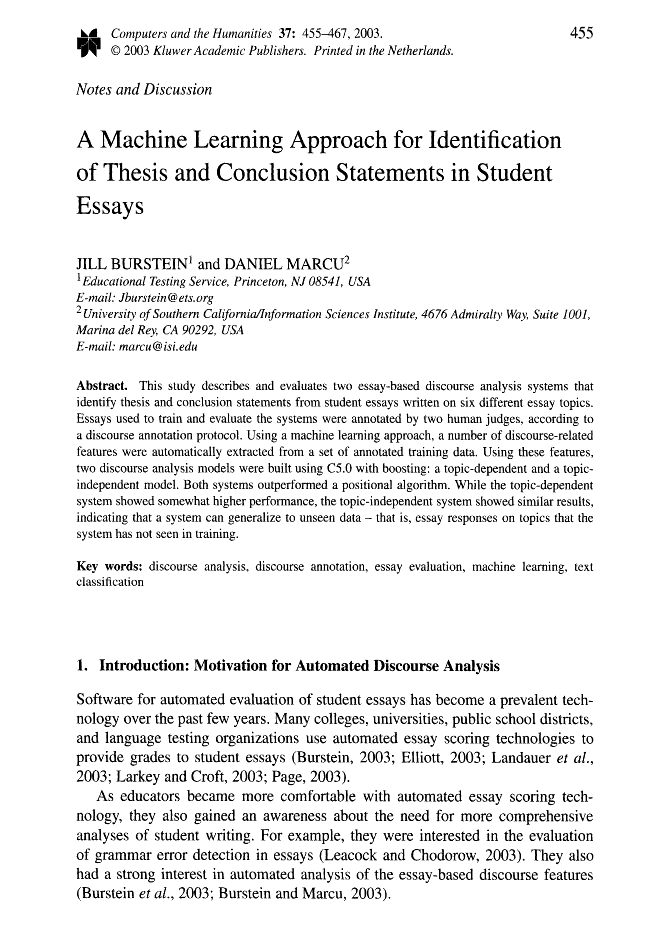 Computers and the Humanities 37: 455–467, 2003.
455
© 2003 Kluwer Academic Publishers. Printed in the Netherlands.
Notes and Discussion
A Machine Learning Approach for Identification
of Thesis and Conclusion Statements in Student
Essays
JILL BURSTEIN1 and DANIEL MARCU2
1Educational Testing Service, Princeton, NJ 08541, USA
E-mail: Jburstein@ets.org
2University of Southern California/Information Sciences Institute, 4676 Admiralty Way, Suite 1001,
Marina del Rey, CA 90292, USA
E-mail: marcu@isi.edu
Abstract. This study describes and evaluates two essay-based discourse analysis systems that
identify thesis and conclusion statements from student essays written on six different essay topics.
Essays used to train and evaluate the systems were annotated by two human judges, according to
a discourse annotation protocol. Using a machine learning approach, a number of discourse-related
features were automatically extracted from a set of annotated training data. Using these features,
two discourse analysis models were built using C5.0 with boosting: a topic-dependent and a topic-
independent model. Both systems outperformed a positional algorithm. While the topic-dependent
system showed somewhat higher performance, the topic-independent system showed similar results,
indicating that a system can generalize to unseen data – that is, essay responses on topics that the
system has not seen in training.
Key words: discourse analysis, discourse annotation, essay evaluation, machine learning, text
classification
1. Introduction: Motivation for Automated Discourse Analysis
Software for automated evaluation of student essays has become a prevalent tech-
nology over the past few years. Many colleges, universities, public school districts,
and language testing organizations use automated essay scoring technologies to
provide grades to student essays (Burstein, 2003; Elliott, 2003; Landauer et al.,
2003; Larkey and Croft, 2003; Page, 2003).
As educators became more comfortable with automated essay scoring tech-
nology, they also gained an awareness about the need for more comprehensive
analyses of student writing. For example, they were interested in the evaluation
of grammar error detection in essays (Leacock and Chodorow, 2003). They also
had a strong interest in automated analysis of the essay-based discourse features
(Burstein et al., 2003; Burstein and Marcu, 2003).